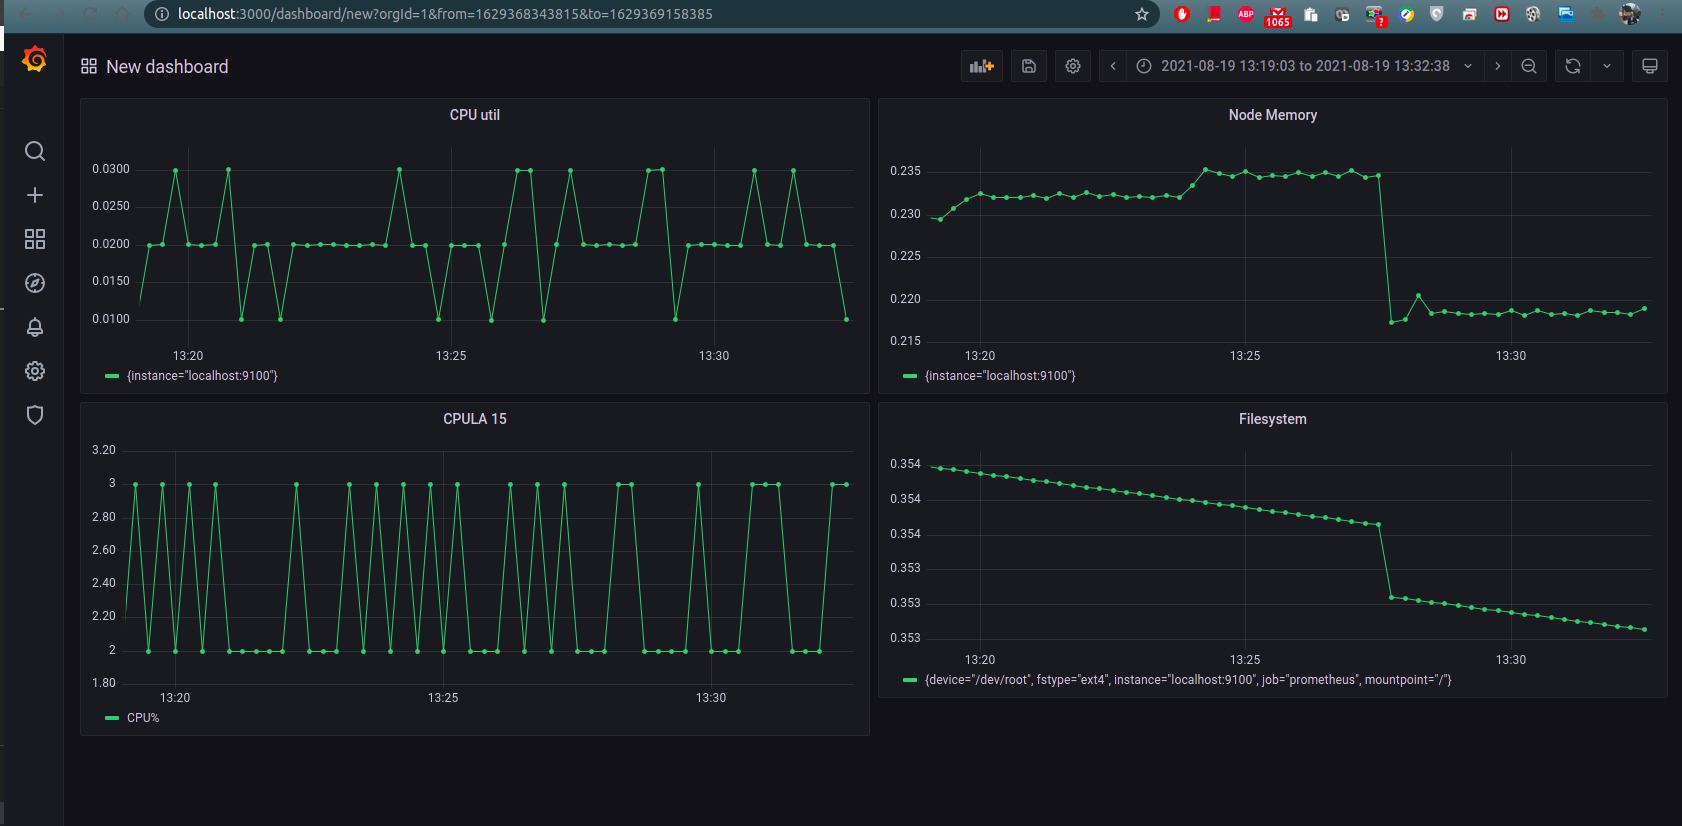 localhost:3000/dashboard/new?orgId=1&from=1629368343815&to=1629369158385
ABP
1065
?
New dashboard
2021-08-19 13:19:03 to 2021-08-19 13:32:38
CPU util
0.0300
0.0250
0.0200
0.0150
0.0100
13:20 13:25 13:30
{instance="localhost:9100"}
Node Memory
0.235
0.230
0.225
0.220
0.215
13:20 13:25 13:30
{instance="localhost:9100"}
CPULA 15
3.20
3
2.80
2.60
2.40
2.20
2
1.80
13:20 13:25 13:30
CPU%
Filesystem
0.354
0.354
0.354
0.353
0.353
0.353
13:20 13:25 13:30
{device="/dev/root", fstype="ext4", instance="localhost:9100", job="prometheus", mountpoint="/"}